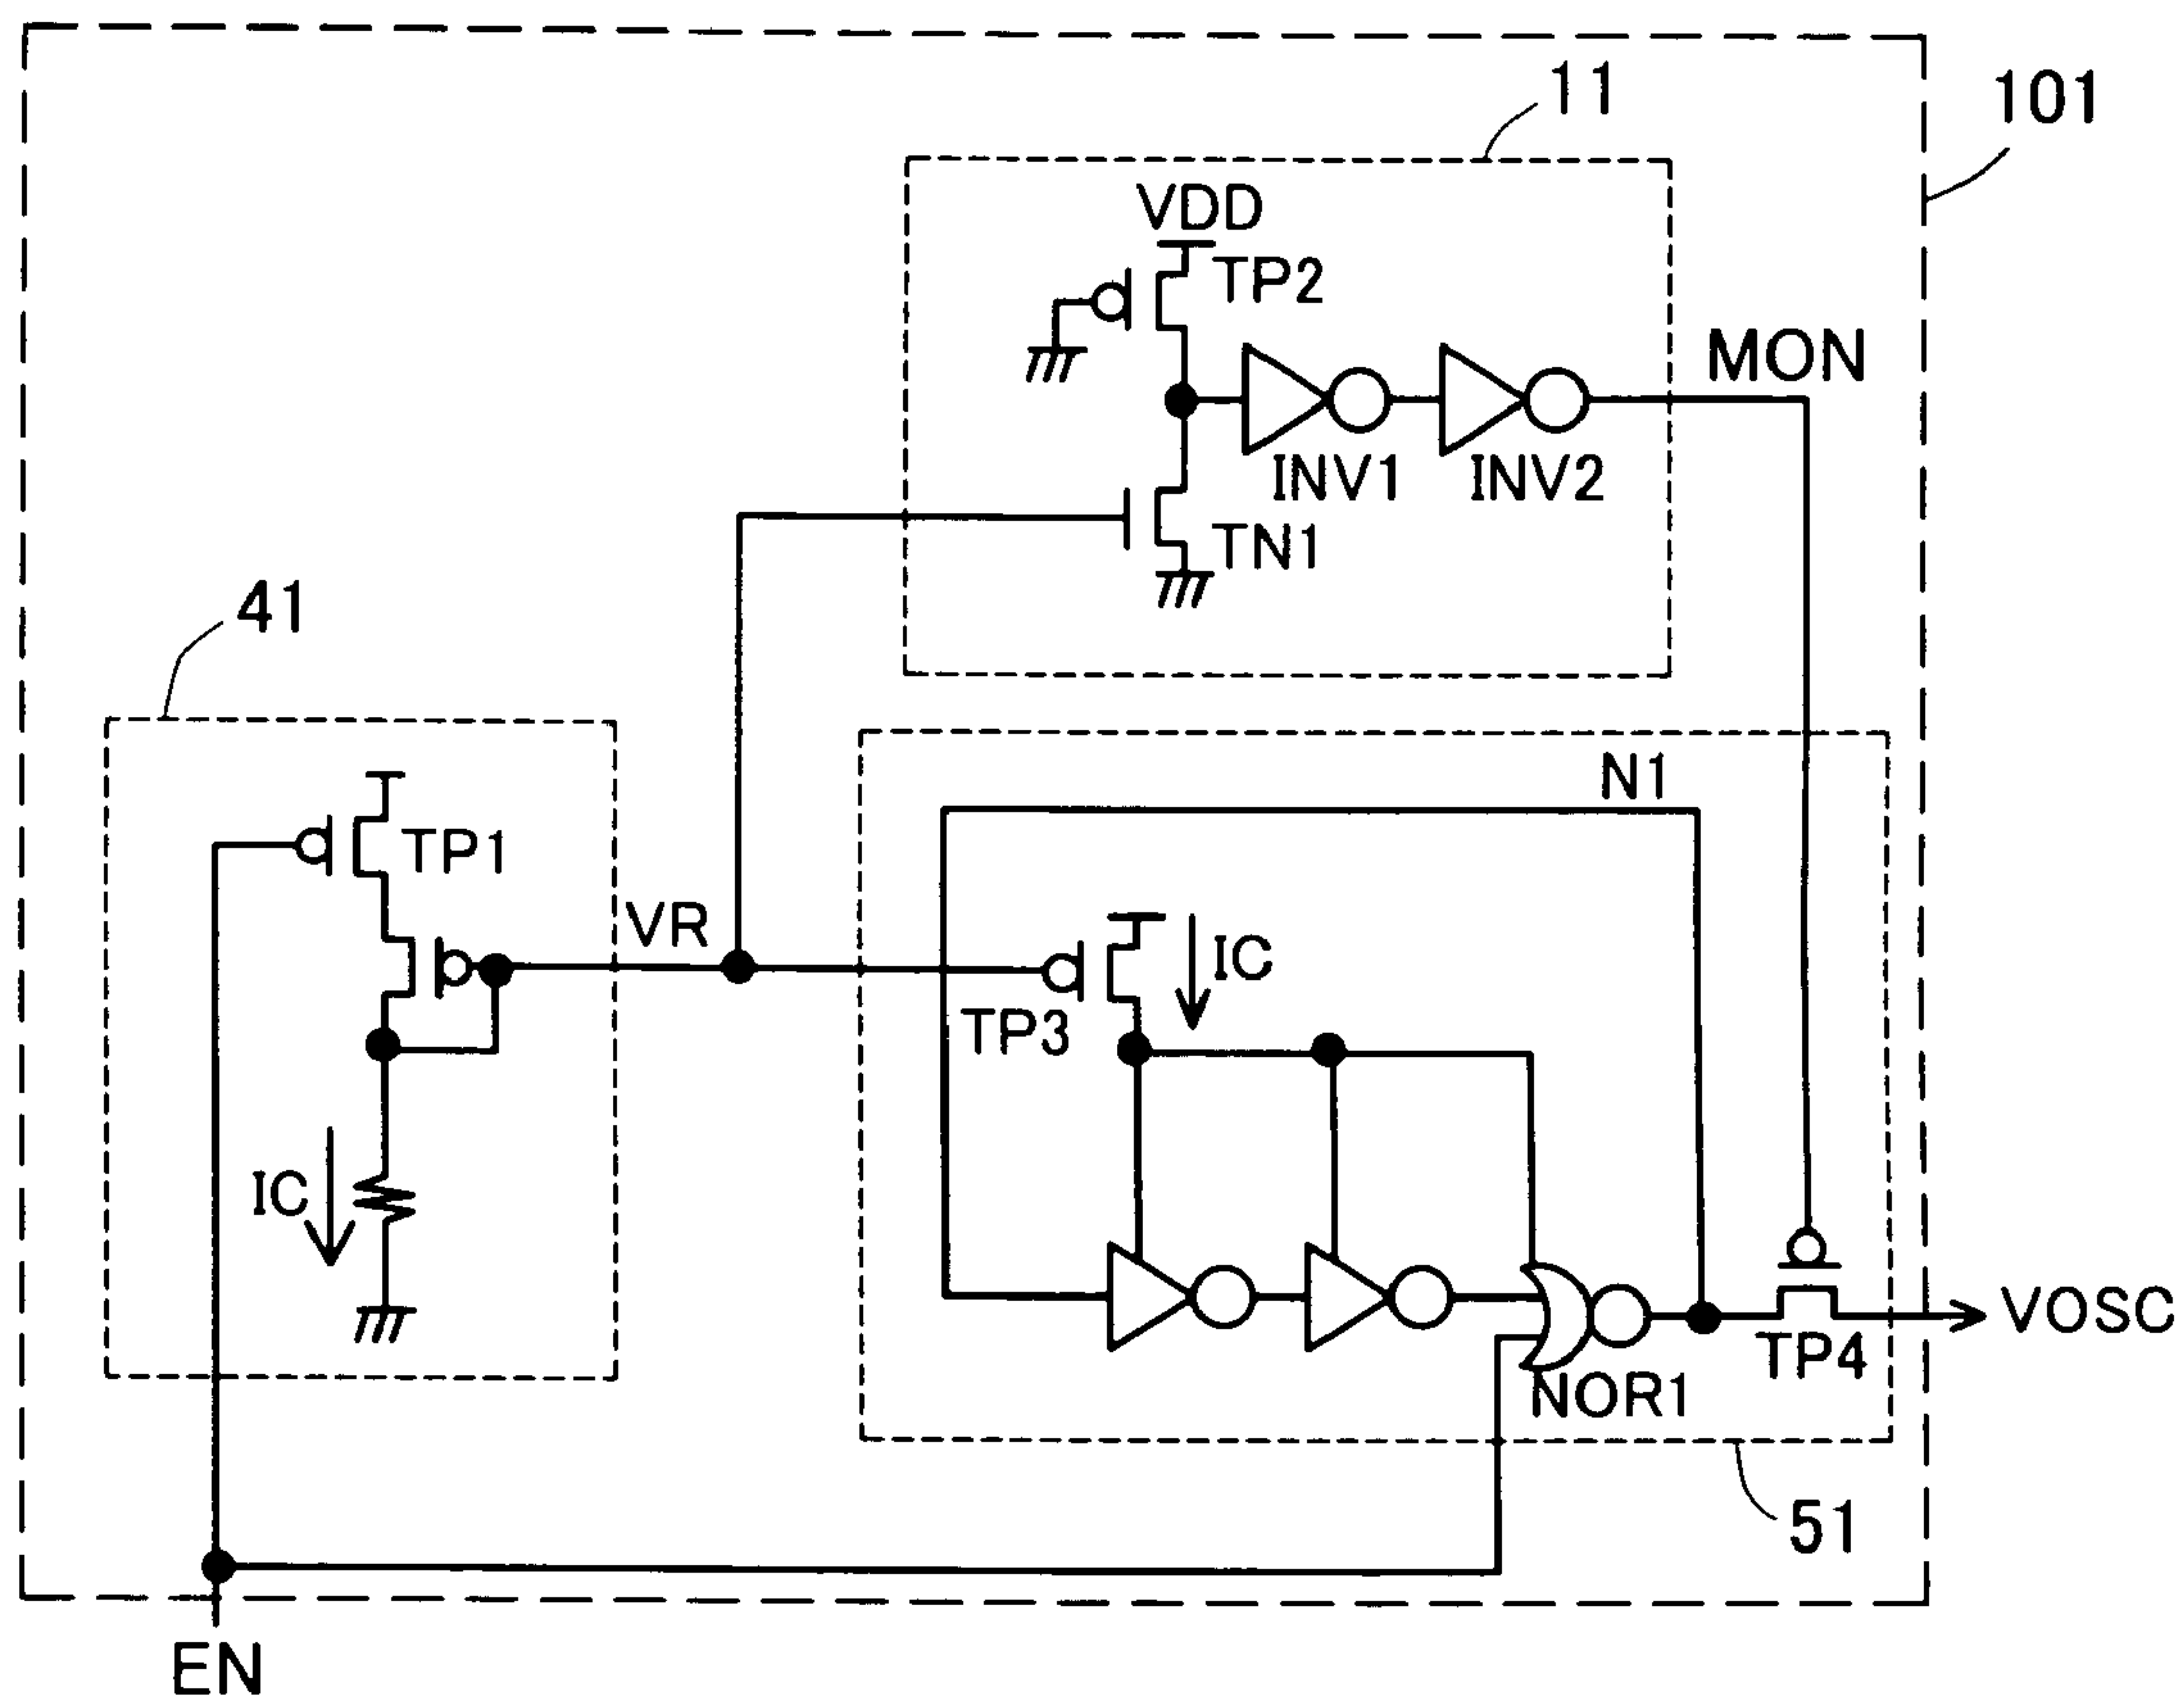 11
101
VDD
TP2
MON
INV1
INV2
TN1
41
N1
TP1
VR
IC
TP3
IC
VOSC
TP4
NOR1
51
EN